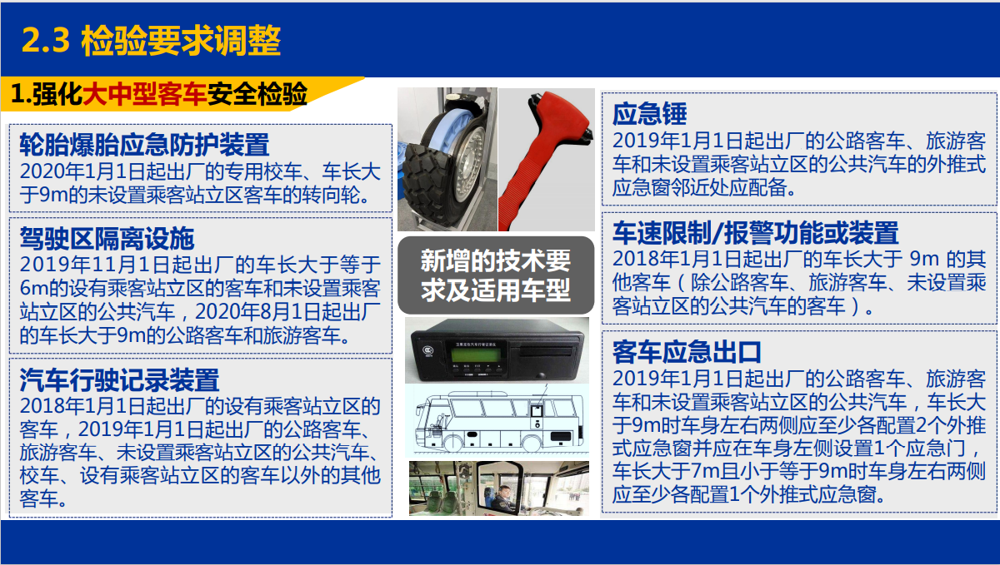 2.3 检验要求调整
1.强化大中型客车安全检验
轮胎爆胎应急防护装置
2020年1月1日起出厂的专用校车、车长大
于9m的未设置乘客站立区客车的转向轮。
驾驶区隔离设施
2019年11月1日起出厂的车长大于等于
6m的设有乘客站立区的客车和未设置乘客
站立区的公共汽车，2020年8月1日起出厂
的车长大于9m的公路客车和旅游客车。
汽车行驶记录装置
2018年1月1日起出厂的设有乘客站立区的
客车，2019年1月1日起出厂的公路客车、
旅游客车、未设置乘客站立区的公共汽车、
校车、设有乘客站立区的客车以外的其他
客车。
新增的技术要
求及适用车型
应急锤
2019年1月1日起出厂的公路客车、旅游客
车和未设置乘客站立区的公共汽车的外推式
应急窗邻近处应配备。
车速限制/报警功能或装置
2018年1月1日起出厂的车长大于 9m 的其
他客车（除公路客车、旅游客车、未设置乘
客站立区的公共汽车的客车）。
客车应急出口
2019年1月1日起出厂的公路客车、旅游客
车和未设置乘客站立区的公共汽车，车长大
于9m时车身左右两侧应至少各配置2个外推
式应急窗并应在车身左侧设置1个应急门，
车长大于7m且小于等于9m时车身左右两侧
应至少各配置1个外推式应急窗。